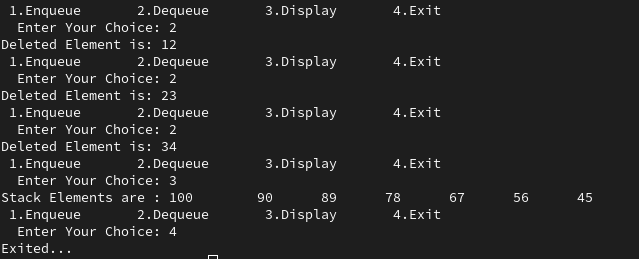 1.Enqueue 2.Dequeue 3.Display 4.Exit
Enter Your Choice: 2
Deleted Element is: 12
1.Enqueue 2.Dequeue 3.Display 4.Exit
Enter Your Choice: 2
Deleted Element is: 23
1.Enqueue 2.Dequeue 3.Display 4.Exit
Enter Your Choice: 2
Deleted Element is: 34
1.Enqueue 2.Dequeue 3.Display 4.Exit
Enter Your Choice: 3
Stack Elements are : 100 90 89 78 67 56 45
1.Enqueue 2.Dequeue 3.Display 4.Exit
Enter Your Choice: 4
Exited...